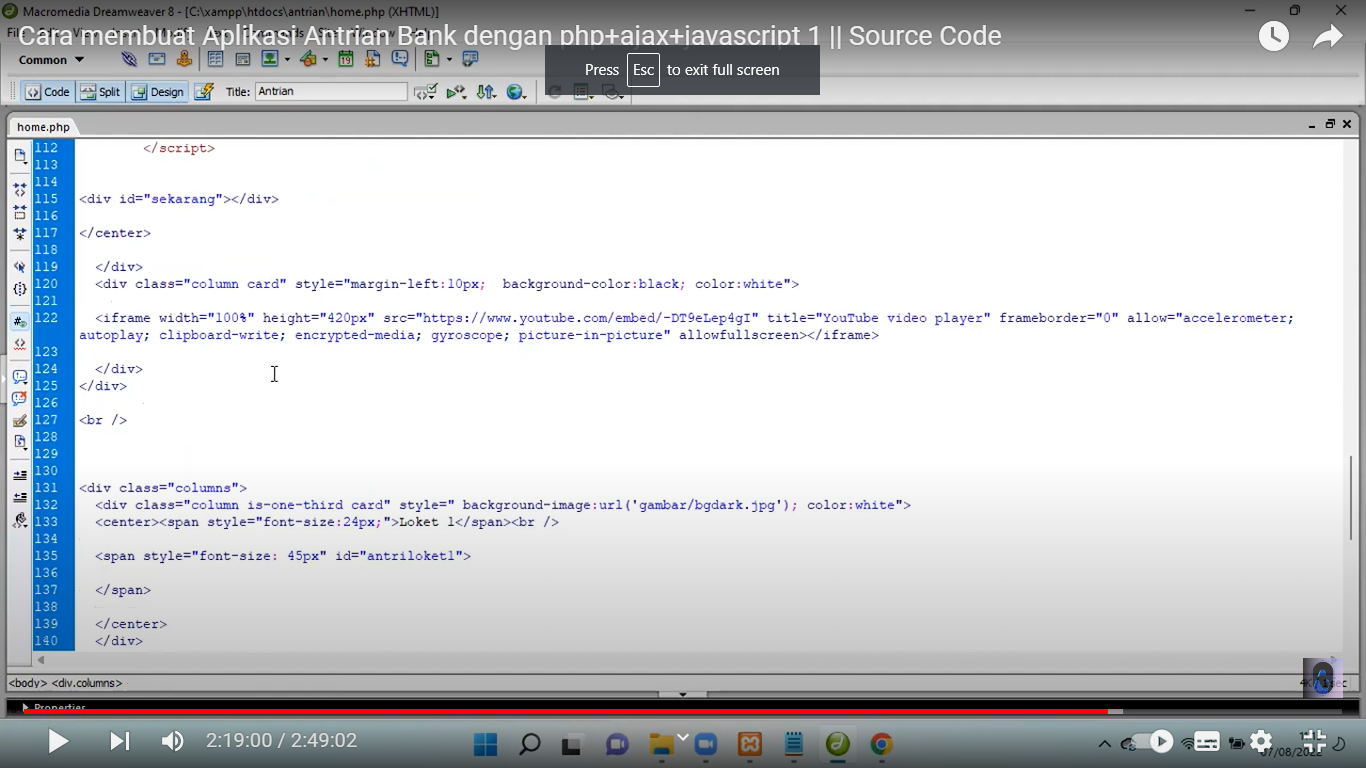 Macromedia Dreamweaver 8 - [C:\xampp\htdocs\antrian\home.php (XHTML)]
Cara membuat Aplikasi Antrian Bank dengan php+ajax+javascript 1 || Source Code
Common
Press Esc to exit full screen
Code Split Design Title: Antrian
home.php
112 </script>
113
114
115 <div id="sekarang"></div>
116
117 </center>
118
119 </div>
120 <div class="column card" style="margin-left:10px;  background-color:black; color:white">
121
122 <iframe width="100%" height="420px" src="https://www.youtube.com/embed/-DT9eLep4gI" title="YouTube video player" frameborder="0" allow="accelerometer;
autoplay; clipboard-write; encrypted-media; gyroscope; picture-in-picture" allowfullscreen></iframe>
123
124 </div>
125 </div>
126
127 <br />
128
129
130
131 <div class="columns">
132 <div class="column is-one-third card" style=" background-image:url('gambar/bgdark.jpg'); color:white">
133 <center><span style="font-size:24px;">Loket 1</span><br />
134
135 <span style="font-size: 45px" id="antriloket1">
136
137 </span>
138
139 </center>
140 </div>
<body> <div.columns>
Properties
2:19:00 / 2:49:02